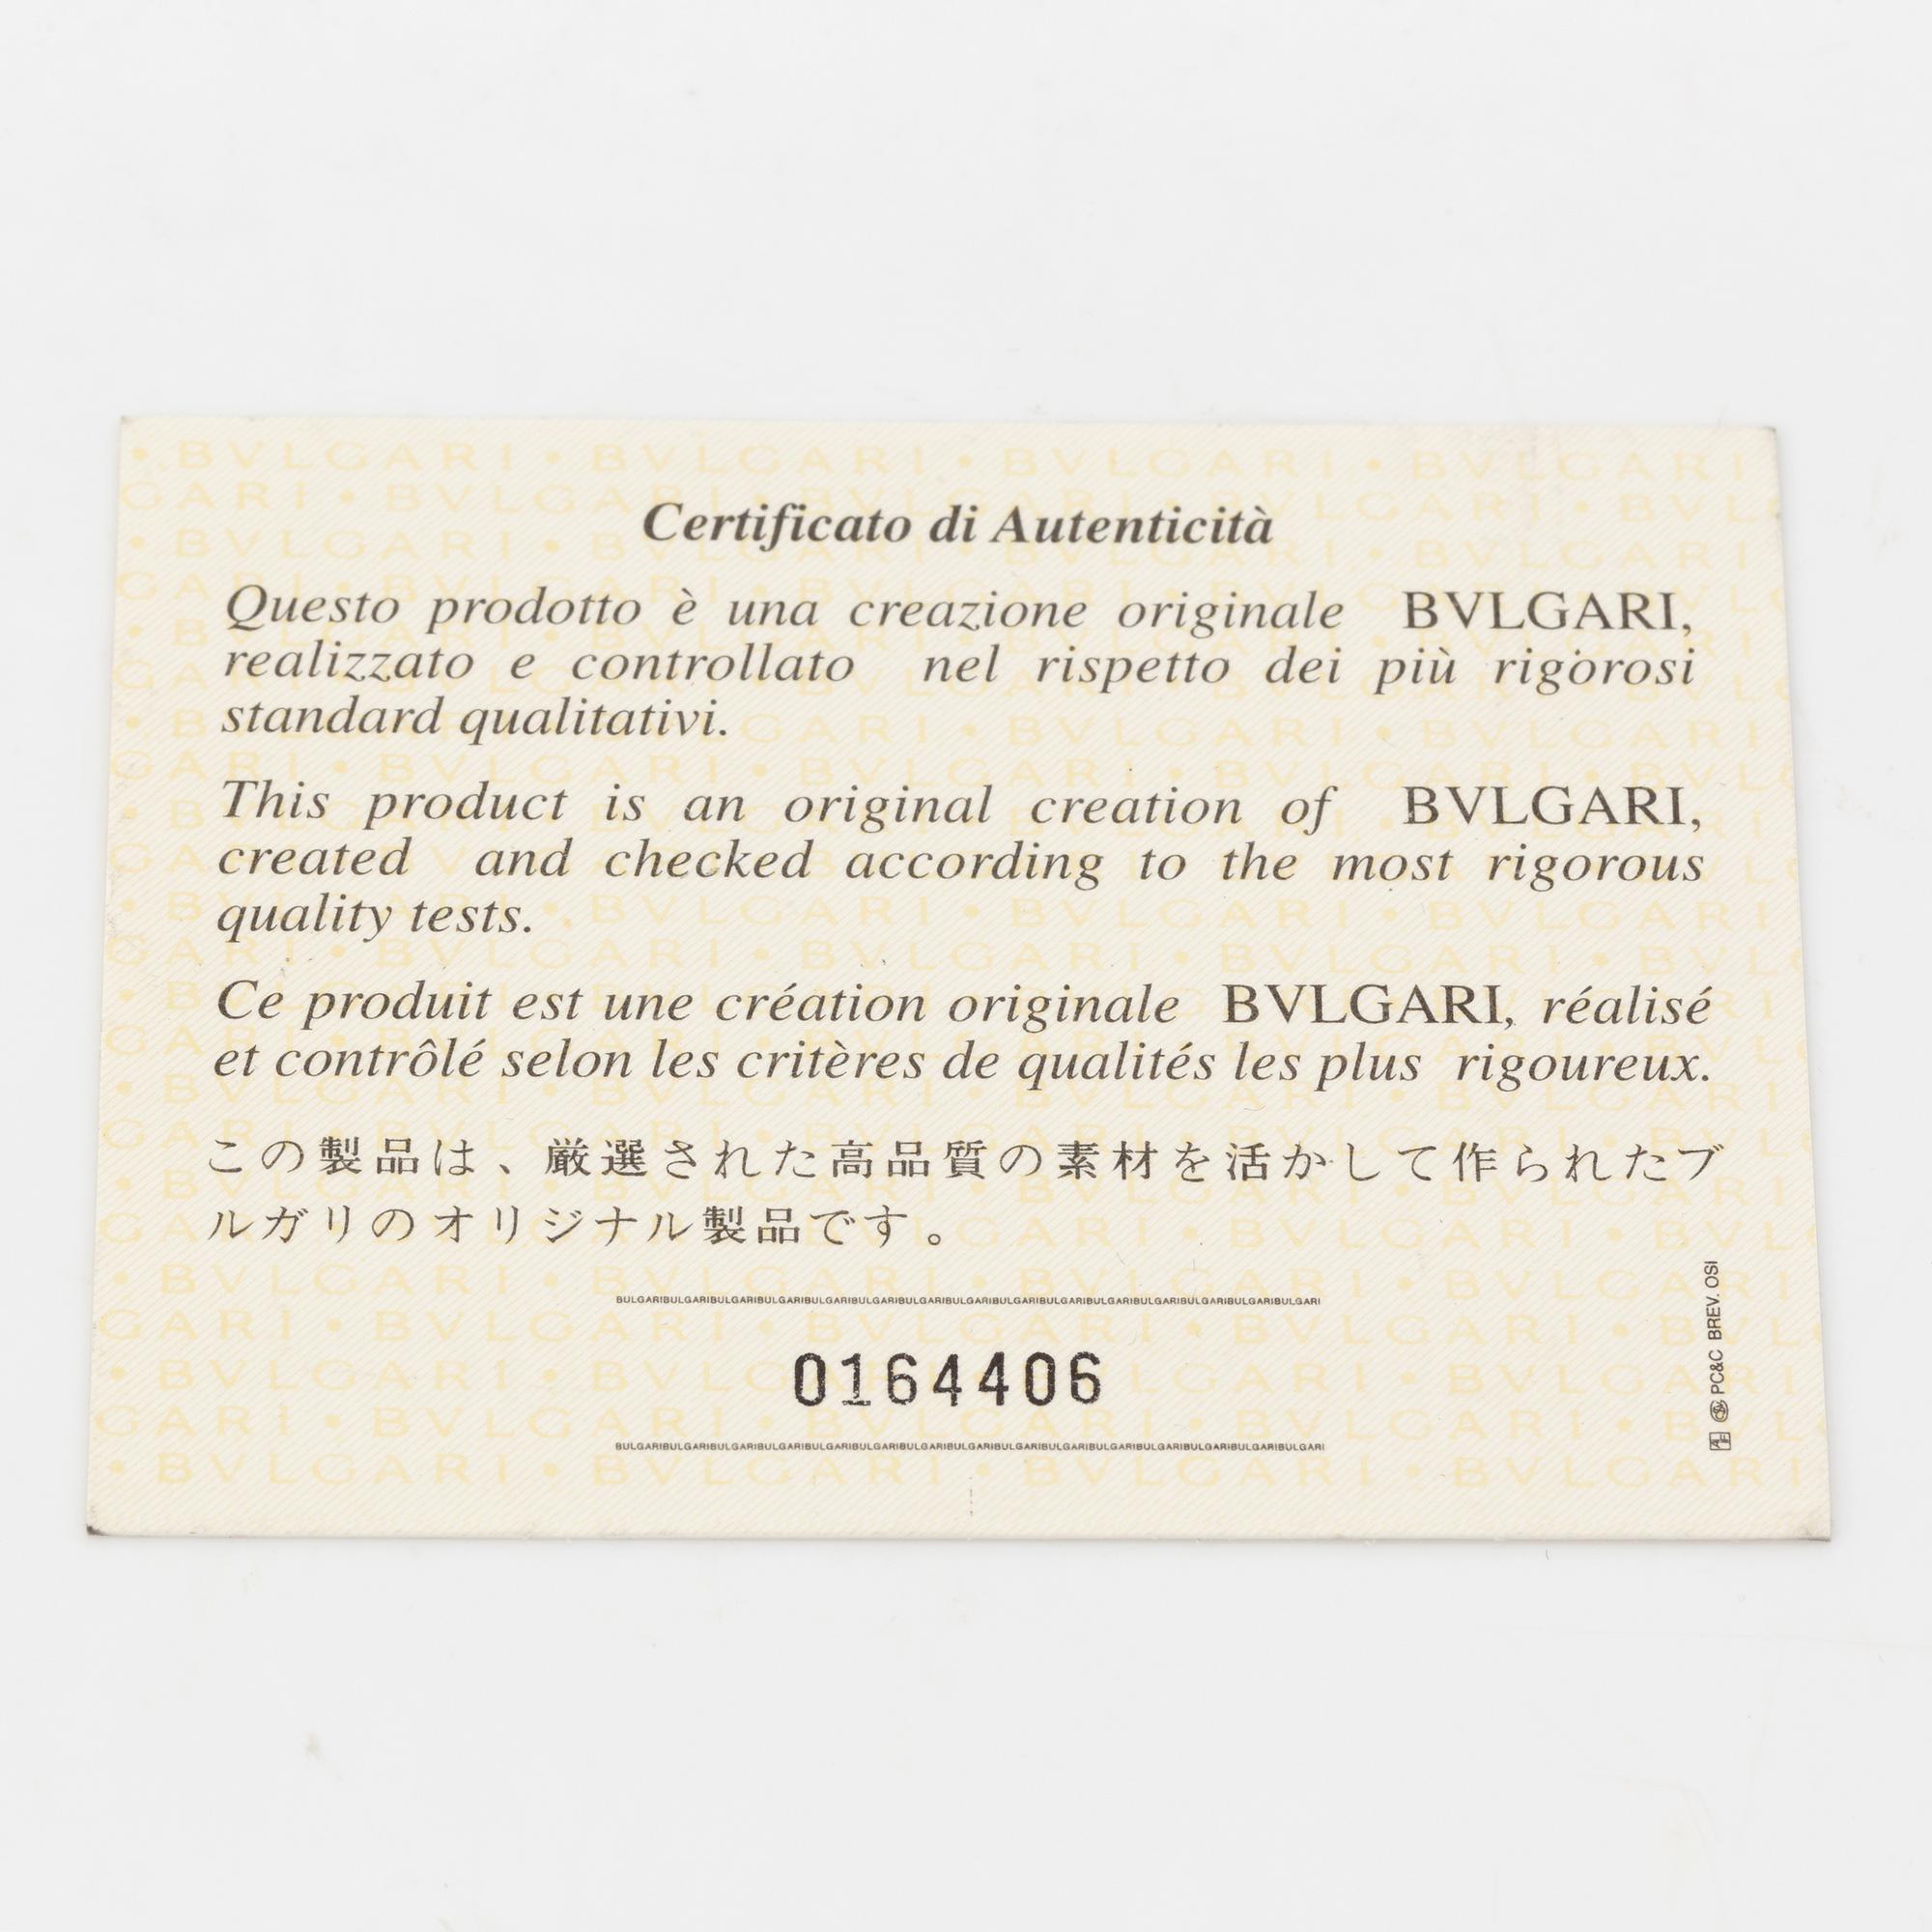 Certificato di Autenticità
Questo prodotto è una creazione originale BVLGARI,
realizzato e controllato nel rispetto dei più rigorosi
standard qualitativi.
This product is an original creation of BVLGARI,
created and checked according to the most rigorous
quality tests.
Ce produit est une création originale BVLGARI, réalisé
et contrôlé selon les critères de qualités les plus rigoureux.
この製品は、厳選された高品質の素材を活かして作られたブ
ルガリのオリジナル製品です。
BULGARIBULGARIBULGARIBULGARIBULGARIBULGARIBULGARIBULGARIBULGARIBULGARIBULGARIBULGARIBULGARIBULGARIBULGARI
0164406
BULGARIBULGARIBULGARIBULGARIBULGARIBULGARIBULGARIBULGARIBULGARIBULGARIBULGARIBULGARIBULGARIBULGARIBULGARI
PC&C BREV. OSI